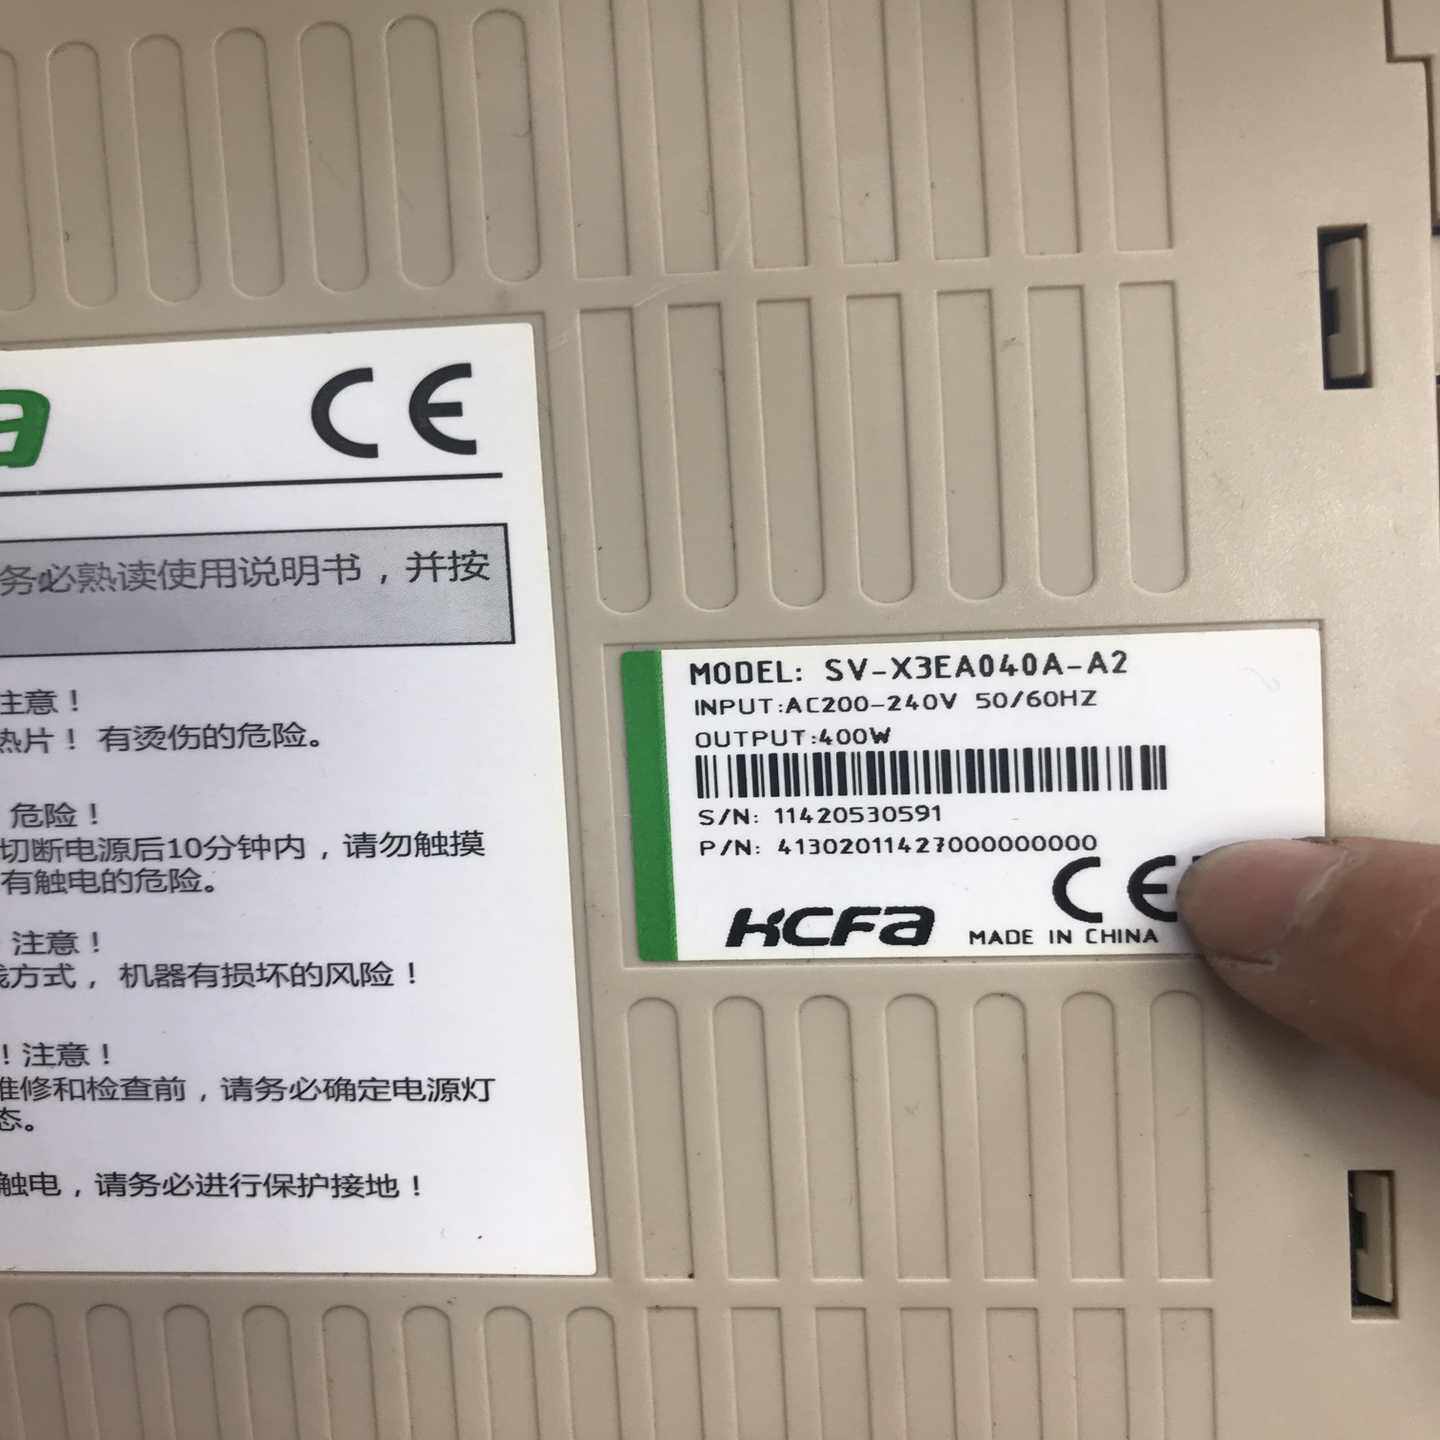 a CE
务必熟读使用说明书，并按
注意！
热片！有烫伤的危险。
危险！
切断电源后10分钟内，请勿触摸
有触电的危险。
注意！
线方式，机器有损坏的风险！
！注意！
维修和检查前，请务必确定电源灯
态。
触电，请务必进行保护接地！
MODEL: SV-X3EA040A-A2
INPUT:AC200-240V 50/60HZ
OUTPUT:400W
S/N: 11420530591
P/N: 41302011427000000000
CE
HCFA MADE IN CHINA